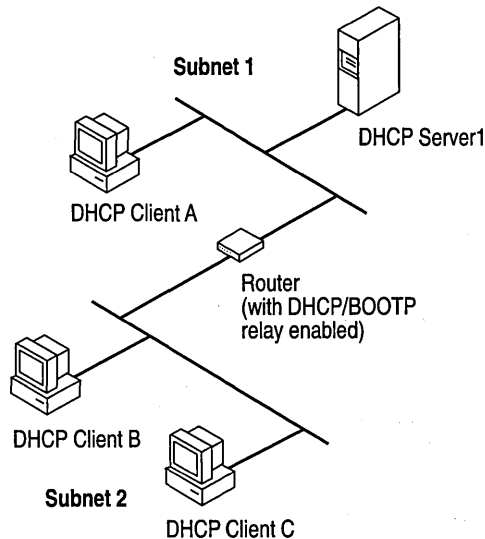 Subnet 1
DHCP Server1
DHCP Client A
Router
(with DHCP/BOOTP
relay enabled)
DHCP Client B
Subnet 2
DHCP Client C